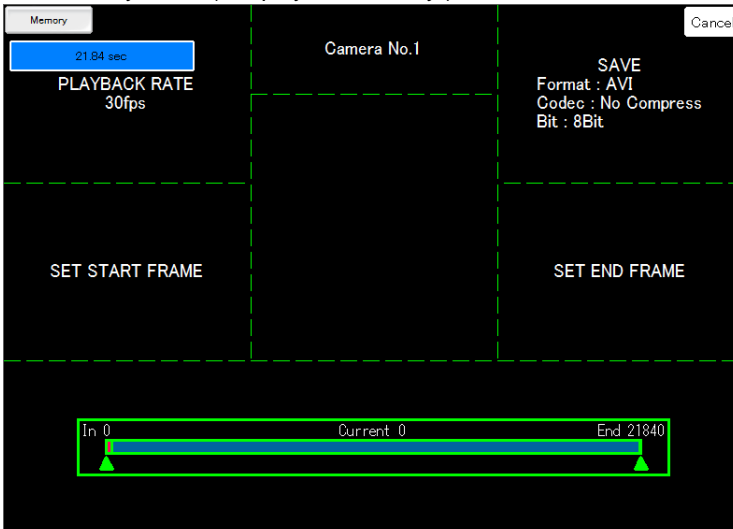 Memory
Cancel
21.84 sec
Camera No.1
PLAYBACK RATE
30fps
SAVE
Format : AVI
Codec : No Compress
Bit : 8Bit
SET START FRAME
SET END FRAME
In 0 Current 0 End 21840